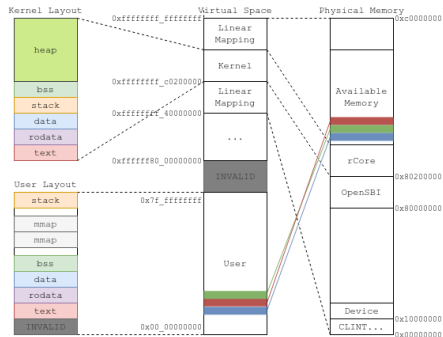 Kernel Layout
heap
bss
stack
data
rodata
text
User Layout
stack
mmap
mmap
bss
data
rodata
text
INVALID
Virtual Space
0xffffffff_ffffffff
Linear
Mapping
Kernel
0xffffffff_c0200000
Linear
Mapping
0xffffffff_40000000
...
0xffffff80_00000000
INVALID
0x7f_ffffffff
User
0x00_00000000
Physical Memory
0xc0000000
Available
Memory
rCore
0x80200000
OpenSBI
0x80000000
Device
0x10000000
CLINT...
0x00000000